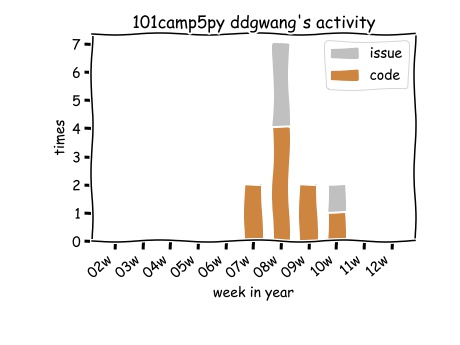 101camp5py ddgwang's activity
issue
code
7
6
5
4
3
2
1
0
times
02w 03w 04w 05w 06w 07w 08w 09w 10w 11w 12w
week in year